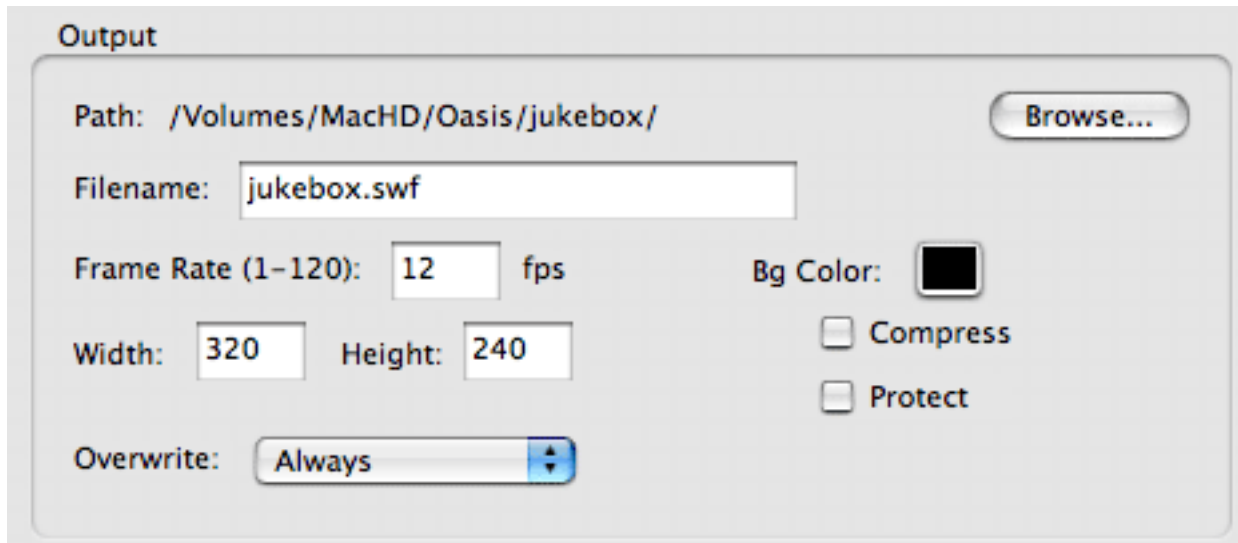 Output
Path: /Volumes/MacHD/Oasis/jukebox/ Browse...
Filename: jukebox.swf
Frame Rate (1-120): 12 fps Bg Color:
Width: 320 Height: 240 Compress
Protect
Overwrite: Always